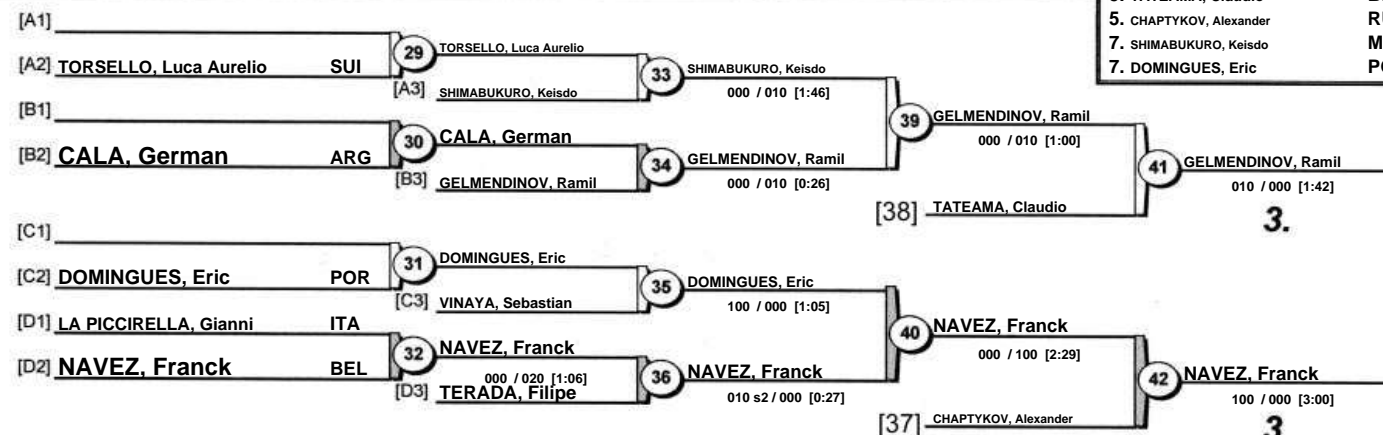 5. CHAPTYKOV, Alexander
7. SHIMABUKURO, Keisdo
7. DOMINGUES, Eric
[A1]
[A2] TORSELLO, Luca Aurelio SUI
29
TORSELLO, Luca Aurelio
[A3] SHIMABUKURO, Keisdo
33
SHIMABUKURO, Keisdo
000 / 010 [1:46]
[B1]
[B2] CALA, German ARG
30
CALA, German
[B3] GELMENDINOV, Ramil
34
GELMENDINOV, Ramil
000 / 010 [0:26]
39
GELMENDINOV, Ramil
000 / 010 [1:00]
[38] TATEAMA, Claudio
41
GELMENDINOV, Ramil
010 / 000 [1:42]
3.
[C1]
[C2] DOMINGUES, Eric POR
31
DOMINGUES, Eric
[C3] VINAYA, Sebastian
35
DOMINGUES, Eric
100 / 000 [1:05]
[D1] LA PICCIRELLA, Gianni ITA
[D2] NAVEZ, Franck BEL
32
NAVEZ, Franck
000 / 020 [1:06]
[D3] TERADA, Filipe
36
NAVEZ, Franck
010 s2 / 000 [0:27]
40
NAVEZ, Franck
000 / 100 [2:29]
[37] CHAPTYKOV, Alexander
42
NAVEZ, Franck
100 / 000 [3:00]
3